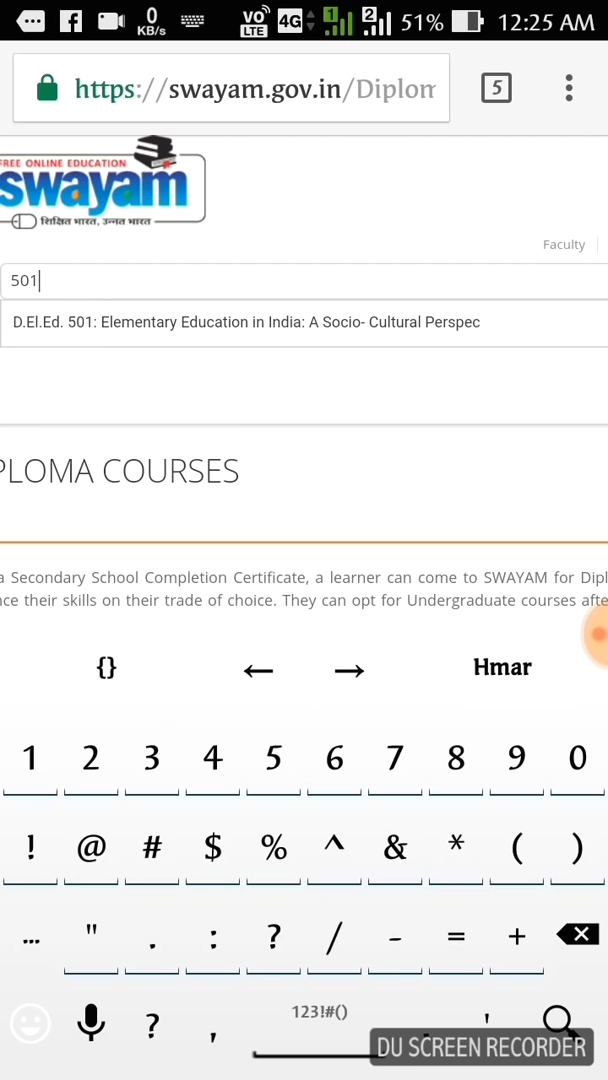 0 KB/s VO LTE 4G 1 2 51% 12:25 AM
https://swayam.gov.in/Diplom 5
FREE ONLINE EDUCATION
swayam
शिक्षित भारत, उन्नत भारत
Faculty
501
D.El.Ed. 501: Elementary Education in India: A Socio- Cultural Perspec
PLOMA COURSES
a Secondary School Completion Certificate, a learner can come to SWAYAM for Dipl
nce their skills on their trade of choice. They can opt for Undergraduate courses afte
{} ← → Hmar
1 2 3 4 5 6 7 8 9 0
! @ # $ % ^ & * ( )
... " . : ? / - = +
? , 123!#() . '
DU SCREEN RECORDER